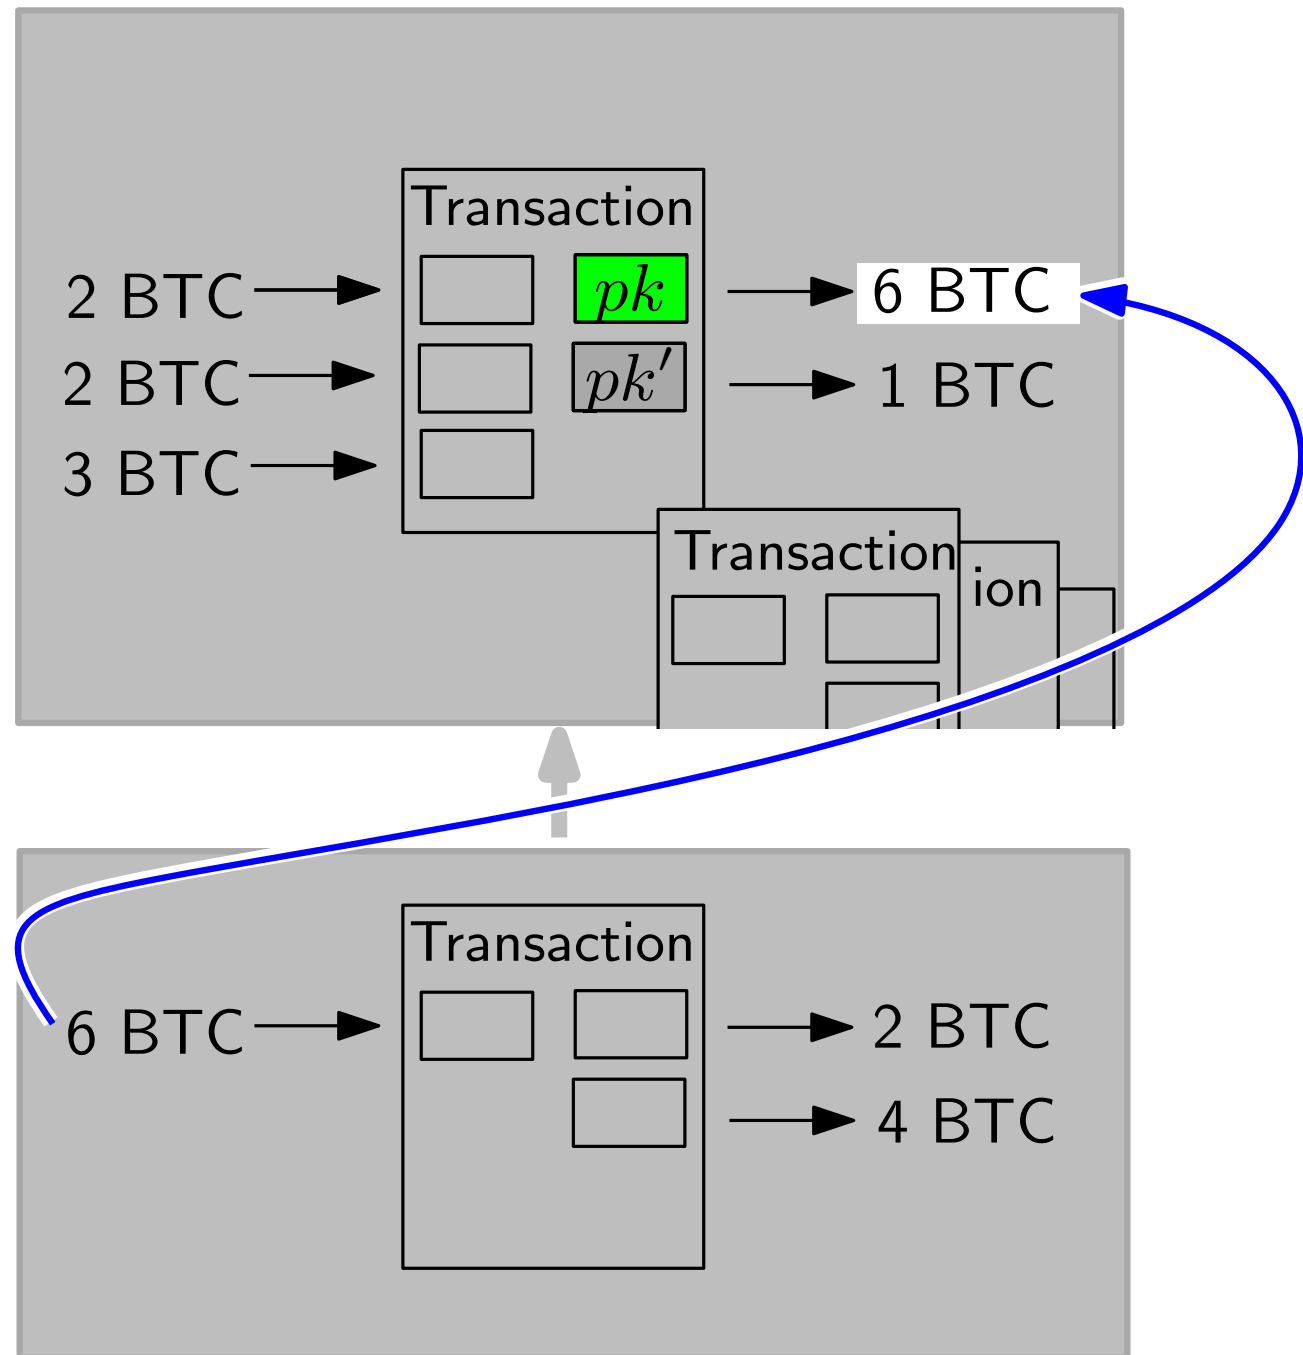 Transaction
2 BTC pk 6 BTC
2 BTC pk′ 1 BTC
3 BTC
Transaction
ion
Transaction
6 BTC 2 BTC
4 BTC